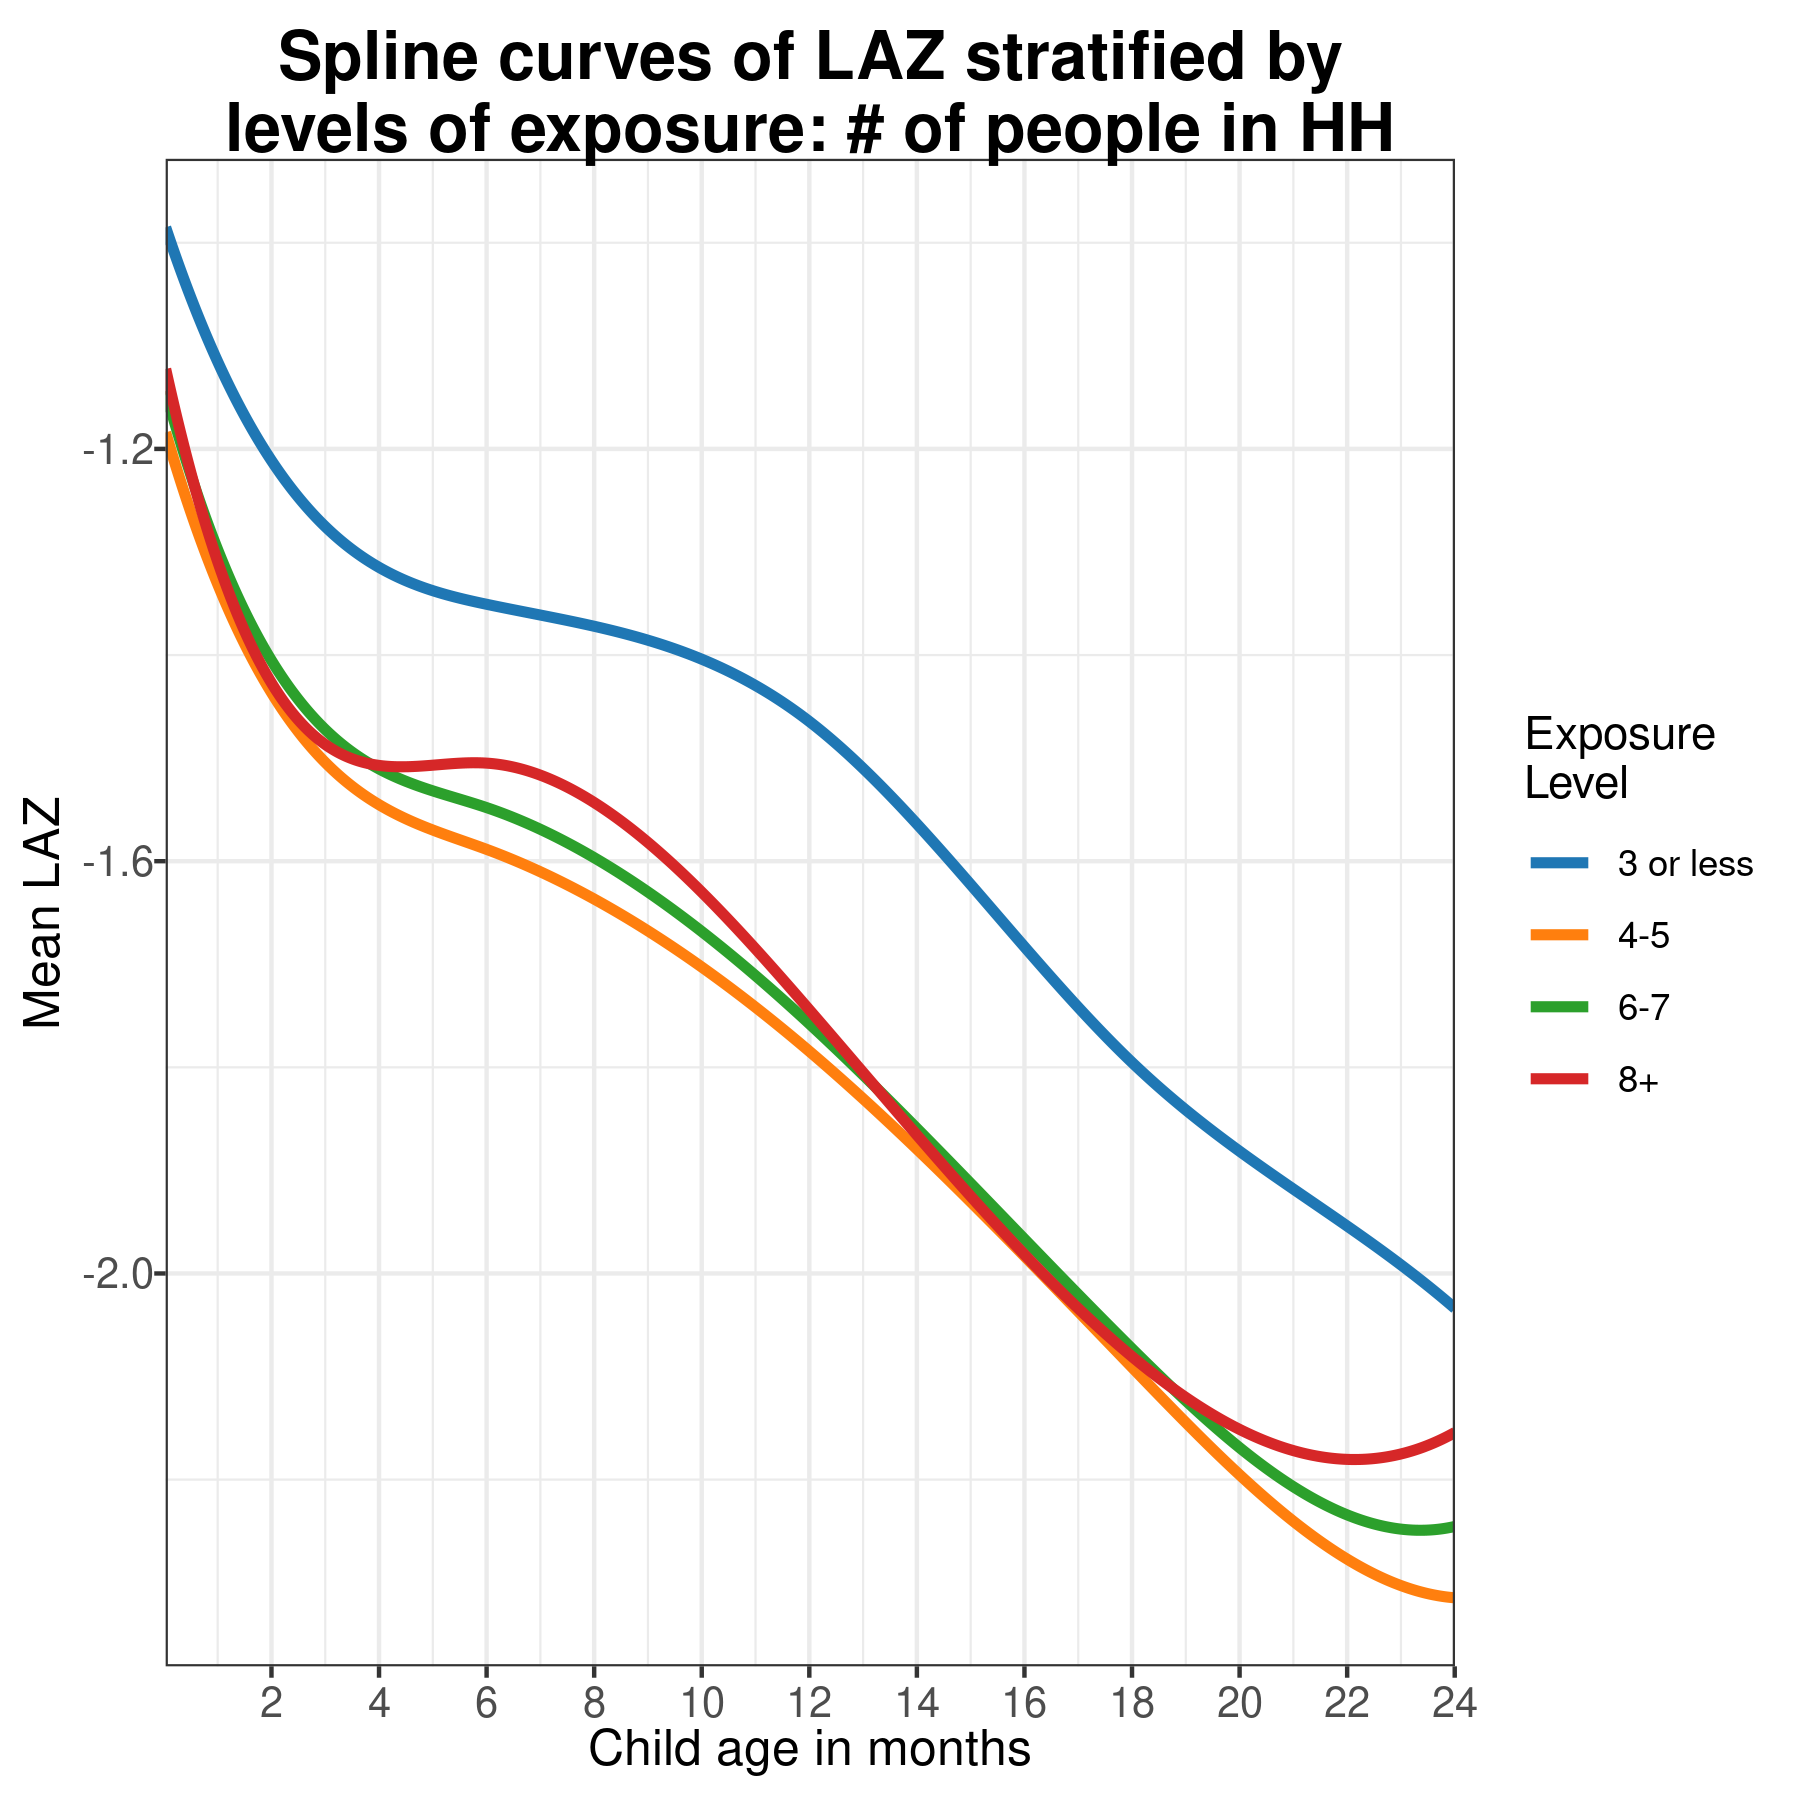 Spline curves of LAZ stratified by
levels of exposure: # of people in HH
Mean LAZ
-1.2
-1.6
-2.0
2 4 6 8 10 12 14 16 18 20 22 24
Child age in months
Exposure
Level
3 or less
4-5
6-7
8+